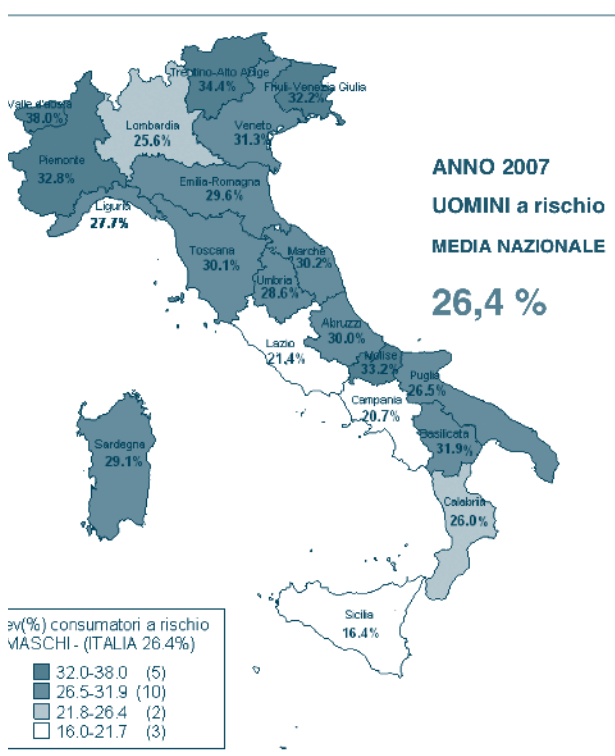 Trentino-Alto Adige
34.4%
Friuli-Venezia Giulia
32.2%
Valle d'Aosta
38.0%
Lombardia
25.6%
Veneto
31.3%
Piemonte
32.8%
Emilia-Romagna
29.6%
Liguria
27.7%
Toscana
30.1%
Marche
30.2%
Umbria
28.6%
Lazio
21.4%
Abruzzi
30.0%
Molise
33.2%
Puglia
26.5%
Campania
20.7%
Basilicata
31.9%
Sardegna
29.1%
Calabria
26.0%
Sicilia
16.4%
ANNO 2007
UOMINI a rischio
MEDIA NAZIONALE
26,4 %
ev(%) consumatori a rischio
MASCHI - (ITALIA 26.4%)
32.0-38.0 (5)
26.5-31.9 (10)
21.8-26.4 (2)
16.0-21.7 (3)